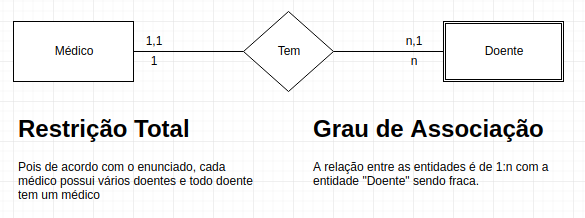 Médico 1,1 Tem n,1 Doente
1 n
Restrição Total
Pois de acordo com o enunciado, cada
médico possui vários doentes e todo doente
tem um médico
Grau de Associação
A relação entre as entidades é de 1:n com a
entidade "Doente" sendo fraca.